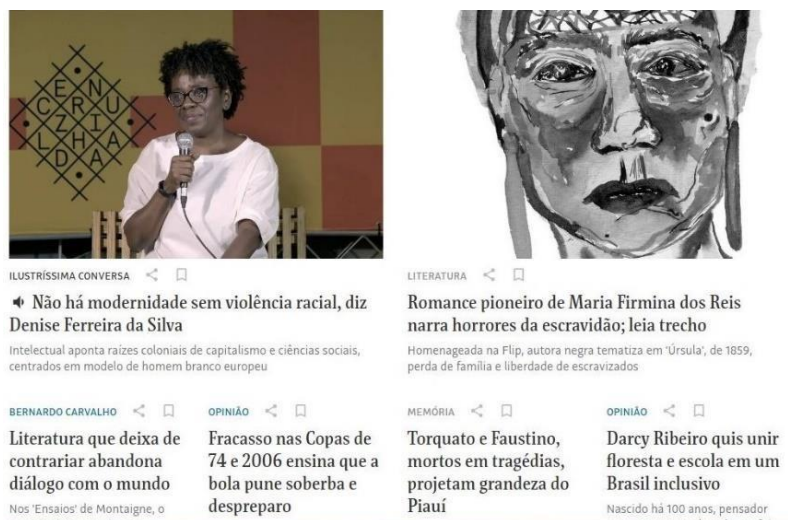 ENCRUZILHADA
ILUSTRÍSSIMA CONVERSA
Não há modernidade sem violência racial, diz
Denise Ferreira da Silva
Intelectual aponta raízes coloniais de capitalismo e ciências sociais,
centrados em modelo de homem branco europeu
LITERATURA
Romance pioneiro de Maria Firmina dos Reis
narra horrores da escravidão; leia trecho
Homenageada na Flip, autora negra tematiza em 'Úrsula', de 1859,
perda de família e liberdade de escravizados
BERNARDO CARVALHO
Literatura que deixa de
contrariar abandona
diálogo com o mundo
Nos 'Ensaios' de Montaigne, o
OPINIÃO
Fracasso nas Copas de
74 e 2006 ensina que a
bola pune soberba e
despreparo
MEMÓRIA
Torquato e Faustino,
mortos em tragédias,
projetam grandeza do
Piauí
OPINIÃO
Darcy Ribeiro quis unir
floresta e escola em um
Brasil inclusivo
Nascido há 100 anos, pensador